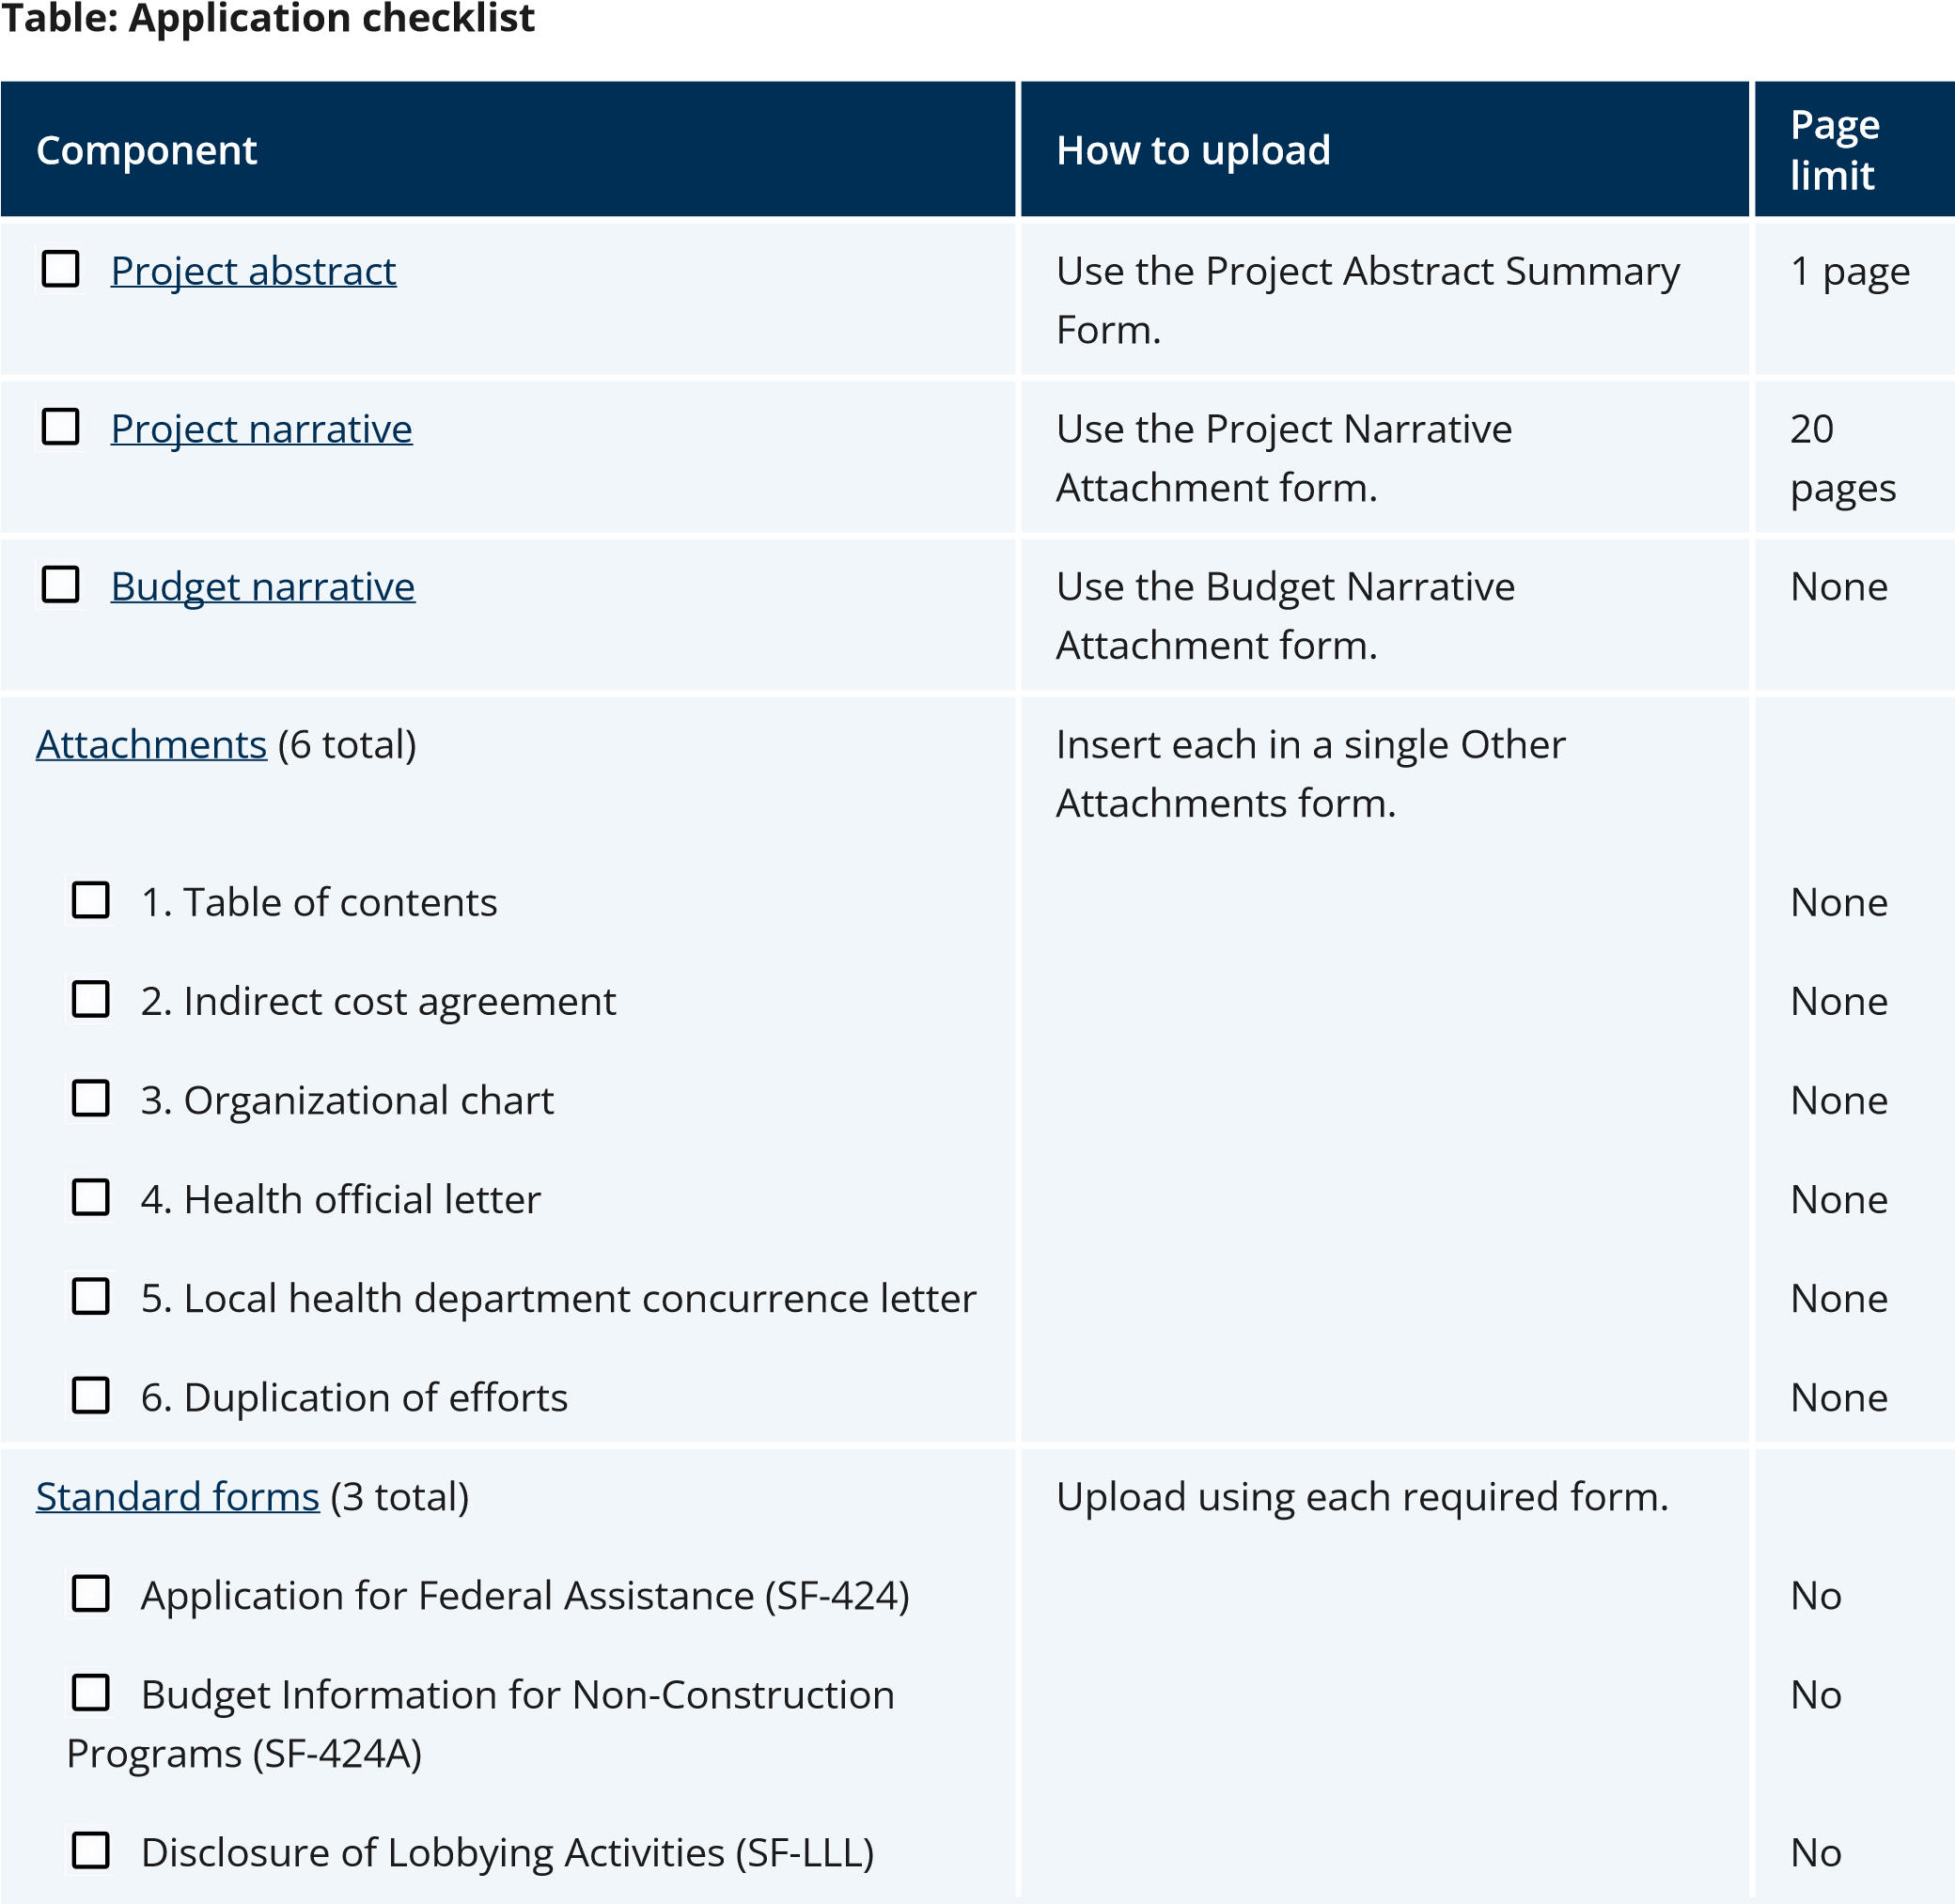 Table: Application checklist
Component How to upload Page limit
Project abstract Use the Project Abstract Summary Form. 1 page
Project narrative Use the Project Narrative Attachment form. 20 pages
Budget narrative Use the Budget Narrative Attachment form. None
Attachments (6 total) Insert each in a single Other Attachments form.
1. Table of contents None
2. Indirect cost agreement None
3. Organizational chart None
4. Health official letter None
5. Local health department concurrence letter None
6. Duplication of efforts None
Standard forms (3 total) Upload using each required form.
Application for Federal Assistance (SF-424) No
Budget Information for Non-Construction Programs (SF-424A) No
Disclosure of Lobbying Activities (SF-LLL) No